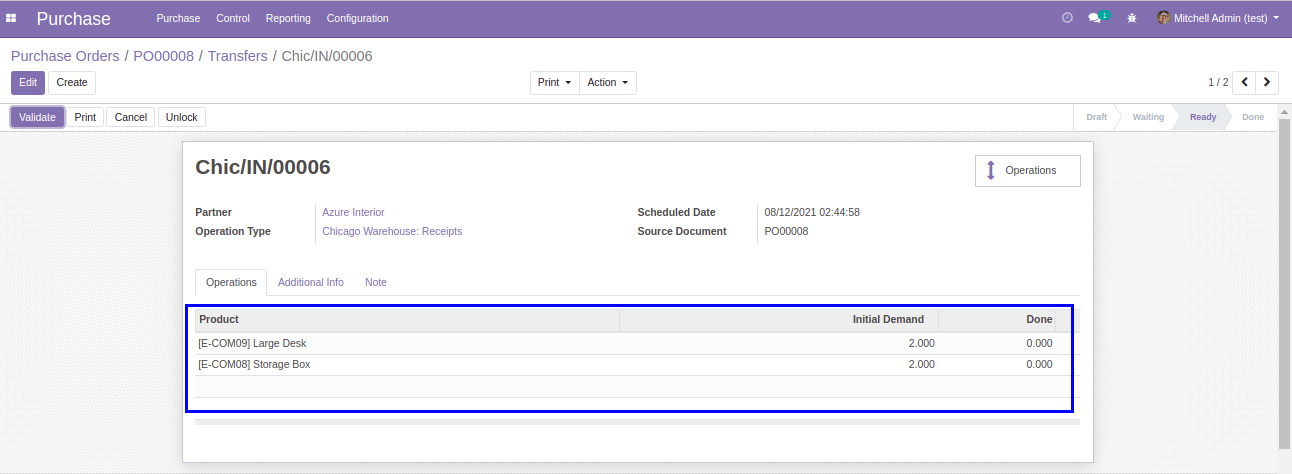 Purchase Purchase Control Reporting Configuration 1 Mitchell Admin (test)
Purchase Orders / PO00008 / Transfers / Chic/IN/00006
Edit Create Print Action 1 / 2
Validate Print Cancel Unlock Draft Waiting Ready Done
Chic/IN/00006
Operations
Partner Azure Interior Scheduled Date 08/12/2021 02:44:58
Operation Type Chicago Warehouse: Receipts Source Document PO00008
Operations Additional Info Note
Product Initial Demand Done
[E-COM09] Large Desk 2.000 0.000
[E-COM08] Storage Box 2.000 0.000